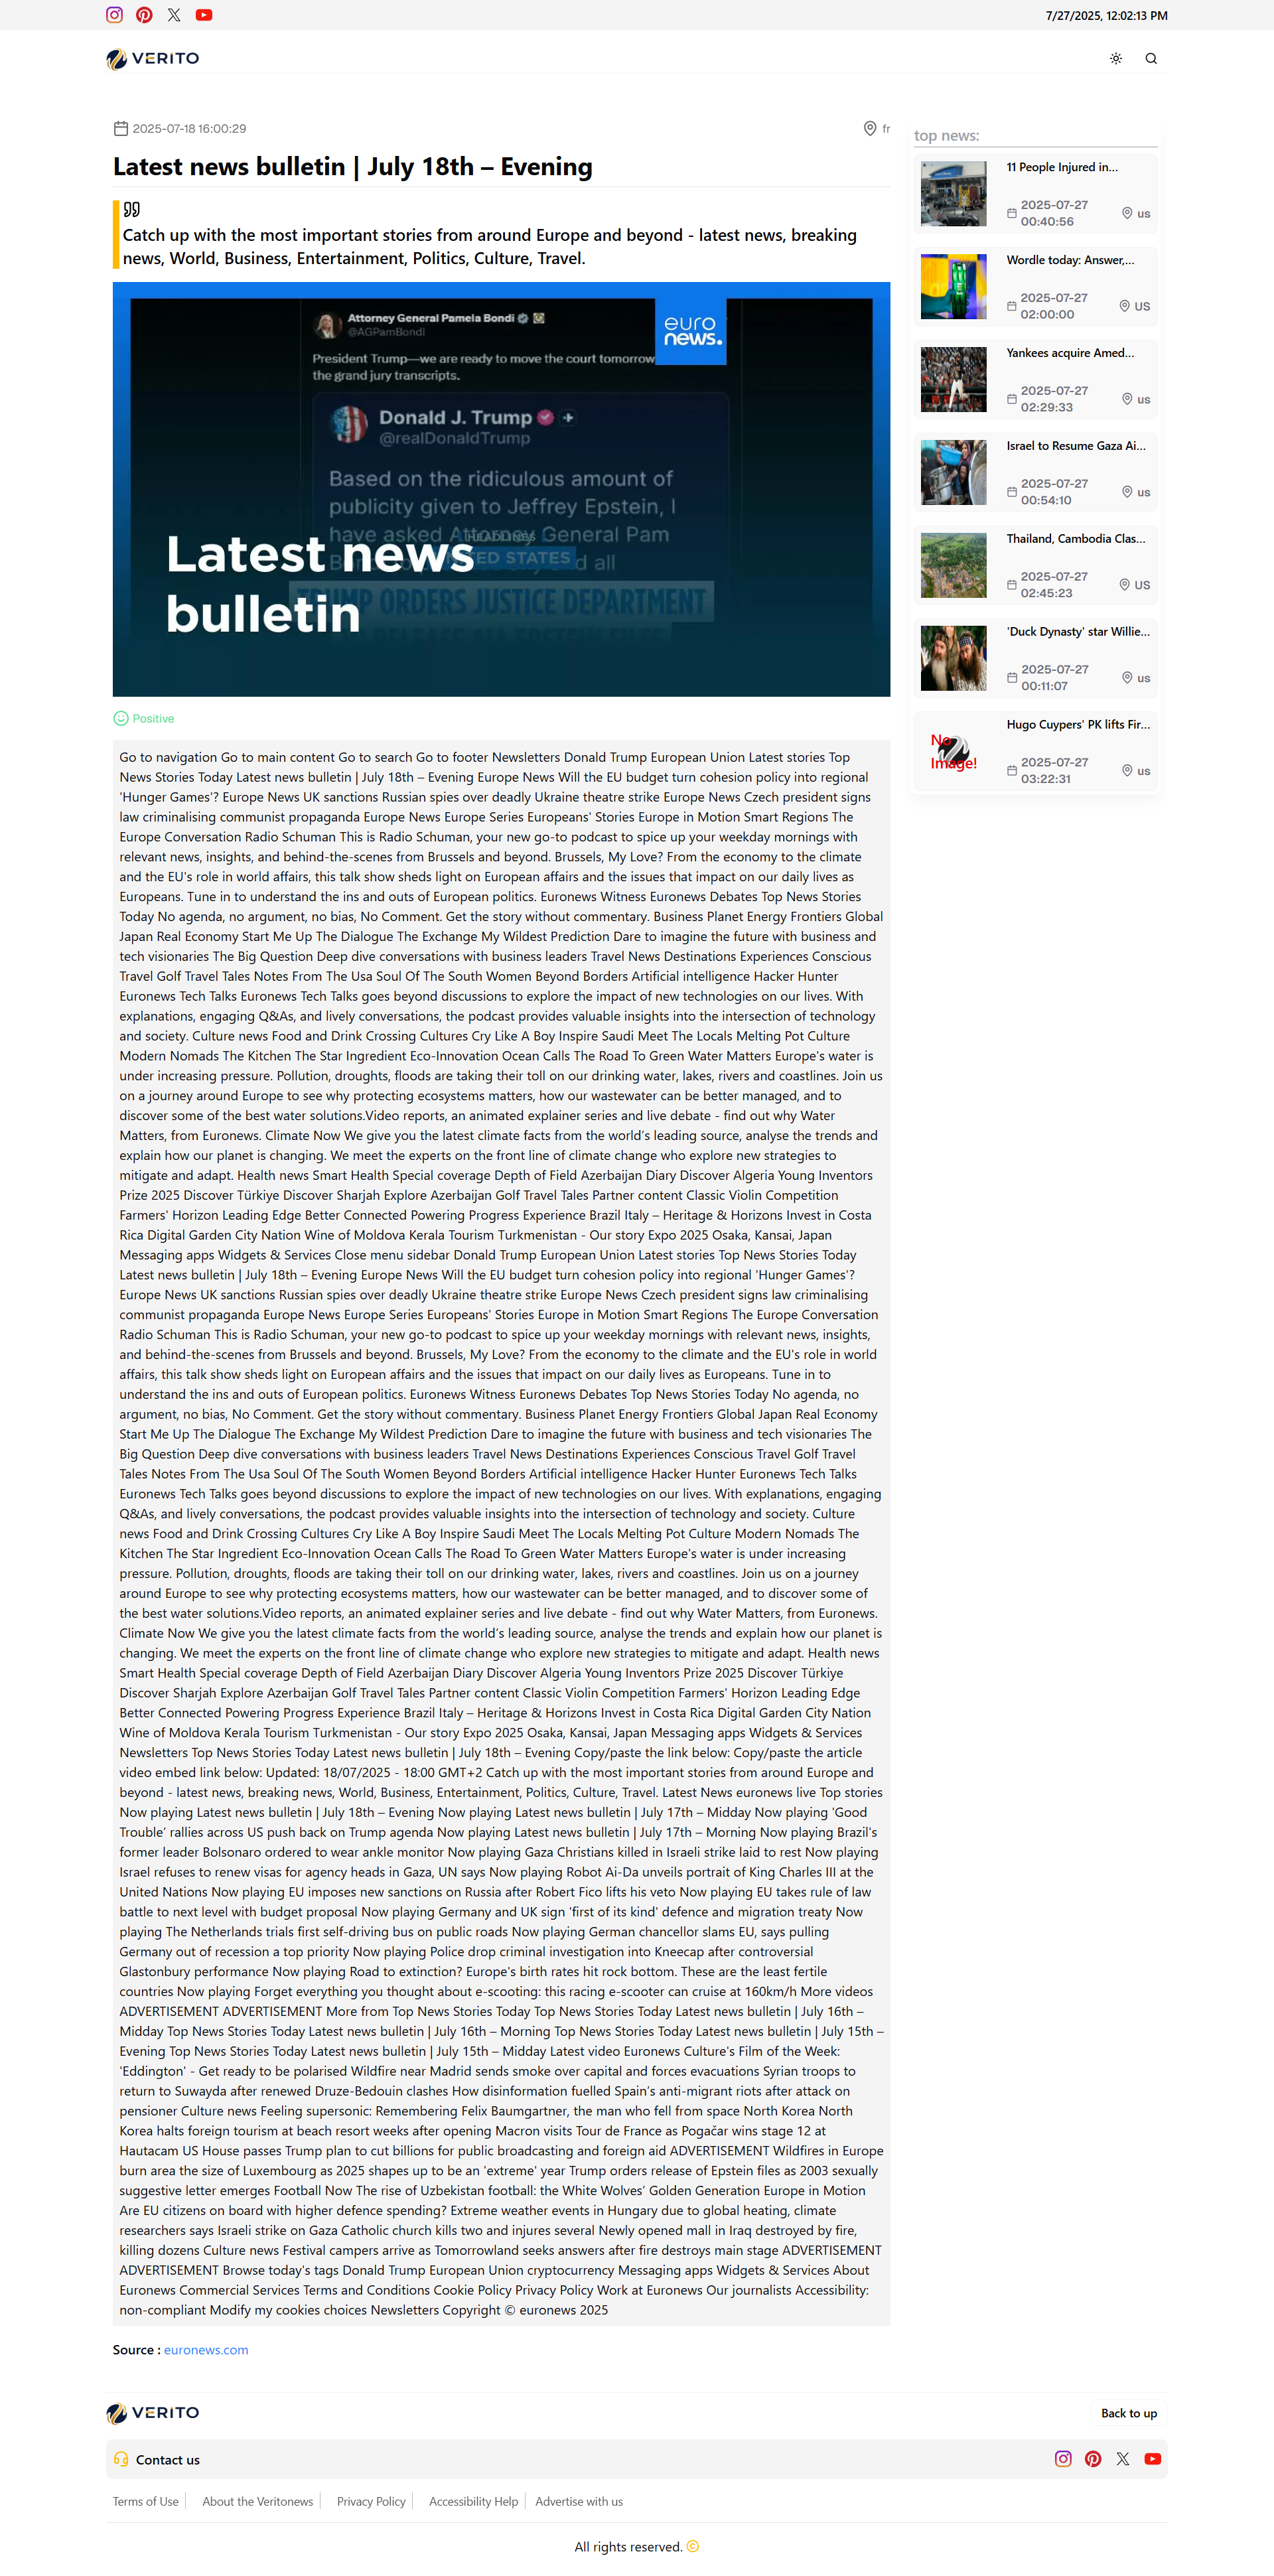 7/27/2025, 12:02:13 PM
VERITO
2025-07-18 16:00:29
fr
Latest news bulletin | July 18th – Evening
Catch up with the most important stories from around Europe and beyond - latest news, breaking
news, World, Business, Entertainment, Politics, Culture, Travel.
Attorney General Pamela Bondi
@AGPamBondi
President Trump—we are ready to move the court tomorrow
the grand jury transcripts.
euro
news.
Donald J. Trump
@realDonaldTrump
Based on the ridiculous amount of
publicity given to Jeffrey Epstein, I
have asked Attorney General Pam
HEADLINES
Latest news
bulletin
TRUMP ORDERS JUSTICE DEPARTMENT
Positive
Go to navigation Go to main content Go to search Go to footer Newsletters Donald Trump European Union Latest stories Top
News Stories Today Latest news bulletin | July 18th – Evening Europe News Will the EU budget turn cohesion policy into regional
'Hunger Games'? Europe News UK sanctions Russian spies over deadly Ukraine theatre strike Europe News Czech president signs
law criminalising communist propaganda Europe News Europe Series Europeans' Stories Europe in Motion Smart Regions The
Europe Conversation Radio Schuman This is Radio Schuman, your new go-to podcast to spice up your weekday mornings with
relevant news, insights, and behind-the-scenes from Brussels and beyond. Brussels, My Love? From the economy to the climate
and the EU's role in world affairs, this talk show sheds light on European affairs and the issues that impact on our daily lives as
Europeans. Tune in to understand the ins and outs of European politics. Euronews Witness Euronews Debates Top News Stories
Today No agenda, no argument, no bias, No Comment. Get the story without commentary. Business Planet Energy Frontiers Global
Japan Real Economy Start Me Up The Dialogue The Exchange My Wildest Prediction Dare to imagine the future with business and
tech visionaries The Big Question Deep dive conversations with business leaders Travel News Destinations Experiences Conscious
Travel Golf Travel Tales Notes From The Usa Soul Of The South Women Beyond Borders Artificial intelligence Hacker Hunter
Euronews Tech Talks Euronews Tech Talks goes beyond discussions to explore the impact of new technologies on our lives. With
explanations, engaging Q&As, and lively conversations, the podcast provides valuable insights into the intersection of technology
and society. Culture news Food and Drink Crossing Cultures Cry Like A Boy Inspire Saudi Meet The Locals Melting Pot Culture
Modern Nomads The Kitchen The Star Ingredient Eco-Innovation Ocean Calls The Road To Green Water Matters Europe's water is
under increasing pressure. Pollution, droughts, floods are taking their toll on our drinking water, lakes, rivers and coastlines. Join us
on a journey around Europe to see why protecting ecosystems matters, how our wastewater can be better managed, and to
discover some of the best water solutions.Video reports, an animated explainer series and live debate - find out why Water
Matters, from Euronews. Climate Now We give you the latest climate facts from the world's leading source, analyse the trends and
explain how our planet is changing. We meet the experts on the front line of climate change who explore new strategies to
mitigate and adapt. Health news Smart Health Special coverage Depth of Field Azerbaijan Diary Discover Algeria Young Inventors
Prize 2025 Discover Türkiye Discover Sharjah Explore Azerbaijan Golf Travel Tales Partner content Classic Violin Competition
Farmers' Horizon Leading Edge Better Connected Powering Progress Experience Brazil Italy – Heritage & Horizons Invest in Costa
Rica Digital Garden City Nation Wine of Moldova Kerala Tourism Turkmenistan - Our story Expo 2025 Osaka, Kansai, Japan
Messaging apps Widgets & Services Close menu sidebar Donald Trump European Union Latest stories Top News Stories Today
Latest news bulletin | July 18th – Evening Europe News Will the EU budget turn cohesion policy into regional 'Hunger Games'?
Europe News UK sanctions Russian spies over deadly Ukraine theatre strike Europe News Czech president signs law criminalising
communist propaganda Europe News Europe Series Europeans' Stories Europe in Motion Smart Regions The Europe Conversation
Radio Schuman This is Radio Schuman, your new go-to podcast to spice up your weekday mornings with relevant news, insights,
and behind-the-scenes from Brussels and beyond. Brussels, My Love? From the economy to the climate and the EU's role in world
affairs, this talk show sheds light on European affairs and the issues that impact on our daily lives as Europeans. Tune in to
understand the ins and outs of European politics. Euronews Witness Euronews Debates Top News Stories Today No agenda, no
argument, no bias, No Comment. Get the story without commentary. Business Planet Energy Frontiers Global Japan Real Economy
Start Me Up The Dialogue The Exchange My Wildest Prediction Dare to imagine the future with business and tech visionaries The
Big Question Deep dive conversations with business leaders Travel News Destinations Experiences Conscious Travel Golf Travel
Tales Notes From The Usa Soul Of The South Women Beyond Borders Artificial intelligence Hacker Hunter Euronews Tech Talks
Euronews Tech Talks goes beyond discussions to explore the impact of new technologies on our lives. With explanations, engaging
Q&As, and lively conversations, the podcast provides valuable insights into the intersection of technology and society. Culture
news Food and Drink Crossing Cultures Cry Like A Boy Inspire Saudi Meet The Locals Melting Pot Culture Modern Nomads The
Kitchen The Star Ingredient Eco-Innovation Ocean Calls The Road To Green Water Matters Europe's water is under increasing
pressure. Pollution, droughts, floods are taking their toll on our drinking water, lakes, rivers and coastlines. Join us on a journey
around Europe to see why protecting ecosystems matters, how our wastewater can be better managed, and to discover some of
the best water solutions.Video reports, an animated explainer series and live debate - find out why Water Matters, from Euronews.
Climate Now We give you the latest climate facts from the world's leading source, analyse the trends and explain how our planet is
changing. We meet the experts on the front line of climate change who explore new strategies to mitigate and adapt. Health news
Smart Health Special coverage Depth of Field Azerbaijan Diary Discover Algeria Young Inventors Prize 2025 Discover Türkiye
Discover Sharjah Explore Azerbaijan Golf Travel Tales Partner content Classic Violin Competition Farmers' Horizon Leading Edge
Better Connected Powering Progress Experience Brazil Italy – Heritage & Horizons Invest in Costa Rica Digital Garden City Nation
Wine of Moldova Kerala Tourism Turkmenistan - Our story Expo 2025 Osaka, Kansai, Japan Messaging apps Widgets & Services
Newsletters Top News Stories Today Latest news bulletin | July 18th – Evening Copy/paste the link below: Copy/paste the article
video embed link below: Updated: 18/07/2025 - 18:00 GMT+2 Catch up with the most important stories from around Europe and
beyond - latest news, breaking news, World, Business, Entertainment, Politics, Culture, Travel. Latest News euronews live Top stories
Now playing Latest news bulletin | July 18th – Evening Now playing Latest news bulletin | July 17th – Midday Now playing 'Good
Trouble' rallies across US push back on Trump agenda Now playing Latest news bulletin | July 17th – Morning Now playing Brazil's
former leader Bolsonaro ordered to wear ankle monitor Now playing Gaza Christians killed in Israeli strike laid to rest Now playing
Israel refuses to renew visas for agency heads in Gaza, UN says Now playing Robot Ai-Da unveils portrait of King Charles III at the
United Nations Now playing EU imposes new sanctions on Russia after Robert Fico lifts his veto Now playing EU takes rule of law
battle to next level with budget proposal Now playing Germany and UK sign 'first of its kind' defence and migration treaty Now
playing The Netherlands trials first self-driving bus on public roads Now playing German chancellor slams EU, says pulling
Germany out of recession a top priority Now playing Police drop criminal investigation into Kneecap after controversial
Glastonbury performance Now playing Road to extinction? Europe's birth rates hit rock bottom. These are the least fertile
countries Now playing Forget everything you thought about e-scooting: this racing e-scooter can cruise at 160km/h More videos
ADVERTISEMENT ADVERTISEMENT More from Top News Stories Today Top News Stories Today Latest news bulletin | July 16th –
Midday Top News Stories Today Latest news bulletin | July 16th – Morning Top News Stories Today Latest news bulletin | July 15th –
Evening Top News Stories Today Latest news bulletin | July 15th – Midday Latest video Euronews Culture's Film of the Week:
'Eddington' - Get ready to be polarised Wildfire near Madrid sends smoke over capital and forces evacuations Syrian troops to
return to Suwayda after renewed Druze-Bedouin clashes How disinformation fuelled Spain's anti-migrant riots after attack on
pensioner Culture news Feeling supersonic: Remembering Felix Baumgartner, the man who fell from space North Korea North
Korea halts foreign tourism at beach resort weeks after opening Macron visits Tour de France as Pogačar wins stage 12 at
Hautacam US House passes Trump plan to cut billions for public broadcasting and foreign aid ADVERTISEMENT Wildfires in Europe
burn area the size of Luxembourg as 2025 shapes up to be an 'extreme' year Trump orders release of Epstein files as 2003 sexually
suggestive letter emerges Football Now The rise of Uzbekistan football: the White Wolves' Golden Generation Europe in Motion
Are EU citizens on board with higher defence spending? Extreme weather events in Hungary due to global heating, climate
researchers says Israeli strike on Gaza Catholic church kills two and injures several Newly opened mall in Iraq destroyed by fire,
killing dozens Culture news Festival campers arrive as Tomorrowland seeks answers after fire destroys main stage ADVERTISEMENT
ADVERTISEMENT Browse today's tags Donald Trump European Union cryptocurrency Messaging apps Widgets & Services About
Euronews Commercial Services Terms and Conditions Cookie Policy Privacy Policy Work at Euronews Our journalists Accessibility:
non-compliant Modify my cookies choices Newsletters Copyright © euronews 2025
Source : euronews.com
top news:
11 People Injured in...
2025-07-27
00:40:56
us
Wordle today: Answer,...
2025-07-27
02:00:00
US
Yankees acquire Amed...
2025-07-27
02:29:33
us
Israel to Resume Gaza Ai...
2025-07-27
00:54:10
us
Thailand, Cambodia Clas...
2025-07-27
02:45:23
US
'Duck Dynasty' star Willie...
2025-07-27
00:11:07
us
No
Image!
Hugo Cuypers' PK lifts Fir...
2025-07-27
03:22:31
us
VERITO
Back to up
Contact us
Terms of Use
About the Veritonews
Privacy Policy
Accessibility Help
Advertise with us
All rights reserved. ©